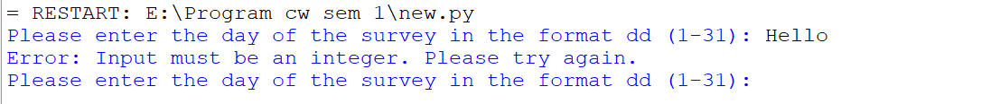 = RESTART: E:\Program cw sem 1\new.py
Please enter the day of the survey in the format dd (1-31): Hello
Error: Input must be an integer. Please try again.
Please enter the day of the survey in the format dd (1-31):